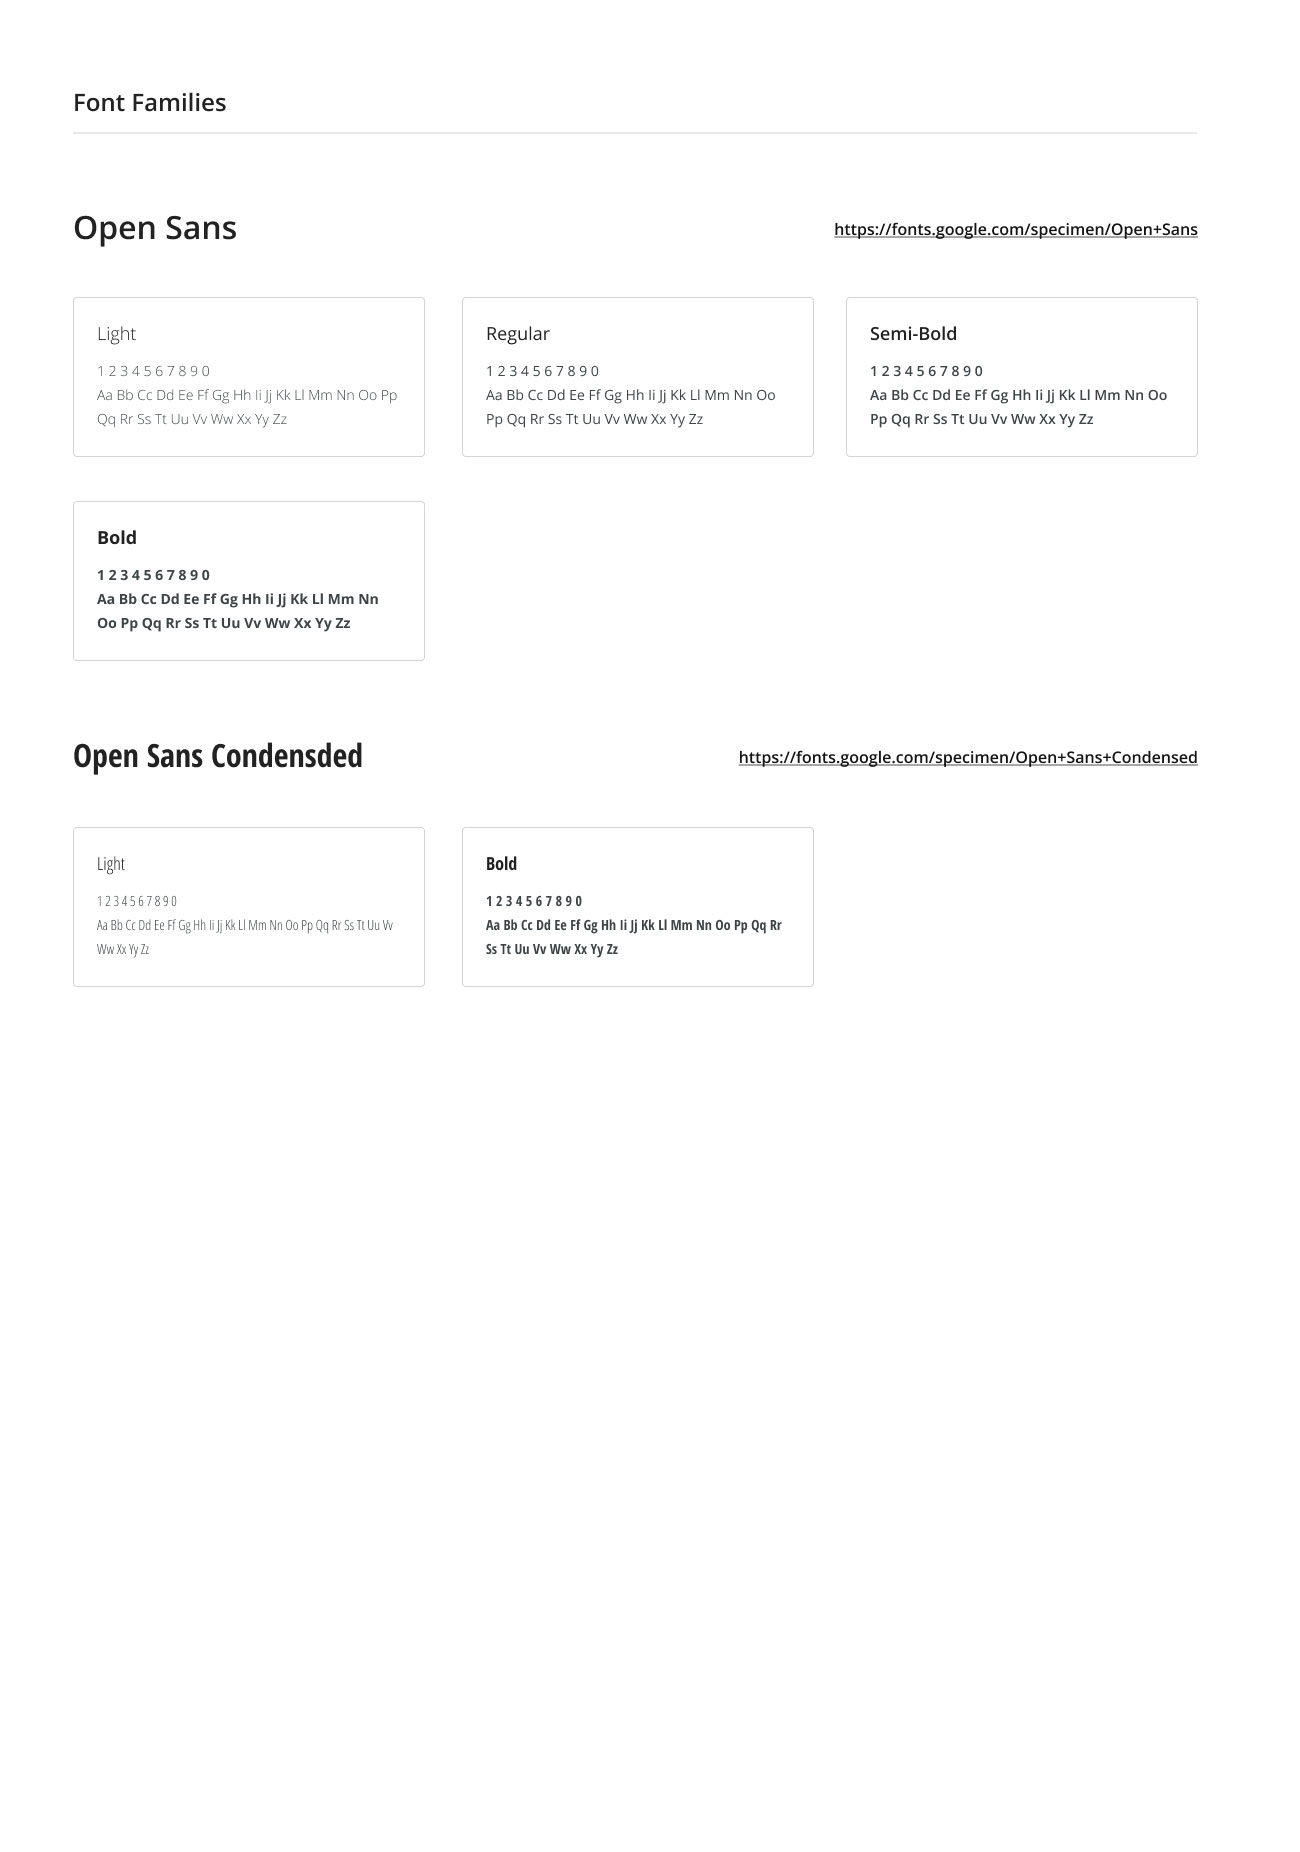 Font Families
Open Sans
https://fonts.google.com/specimen/Open+Sans
Light
1 2 3 4 5 6 7 8 9 0
Aa Bb Cc Dd Ee Ff Gg Hh Ii Jj Kk Ll Mm Nn Oo Pp
Qq Rr Ss Tt Uu Vv Ww Xx Yy Zz
Regular
1 2 3 4 5 6 7 8 9 0
Aa Bb Cc Dd Ee Ff Gg Hh Ii Jj Kk Ll Mm Nn Oo
Pp Qq Rr Ss Tt Uu Vv Ww Xx Yy Zz
Semi-Bold
1 2 3 4 5 6 7 8 9 0
Aa Bb Cc Dd Ee Ff Gg Hh Ii Jj Kk Ll Mm Nn Oo
Pp Qq Rr Ss Tt Uu Vv Ww Xx Yy Zz
Bold
1 2 3 4 5 6 7 8 9 0
Aa Bb Cc Dd Ee Ff Gg Hh Ii Jj Kk Ll Mm Nn
Oo Pp Qq Rr Ss Tt Uu Vv Ww Xx Yy Zz
Open Sans Condensded
https://fonts.google.com/specimen/Open+Sans+Condensed
Light
1 2 3 4 5 6 7 8 9 0
Aa Bb Cc Dd Ee Ff Gg Hh Ii Jj Kk Ll Mm Nn Oo Pp Qq Rr Ss Tt Uu Vv
Ww Xx Yy Zz
Bold
1 2 3 4 5 6 7 8 9 0
Aa Bb Cc Dd Ee Ff Gg Hh Ii Jj Kk Ll Mm Nn Oo Pp Qq Rr
Ss Tt Uu Vv Ww Xx Yy Zz